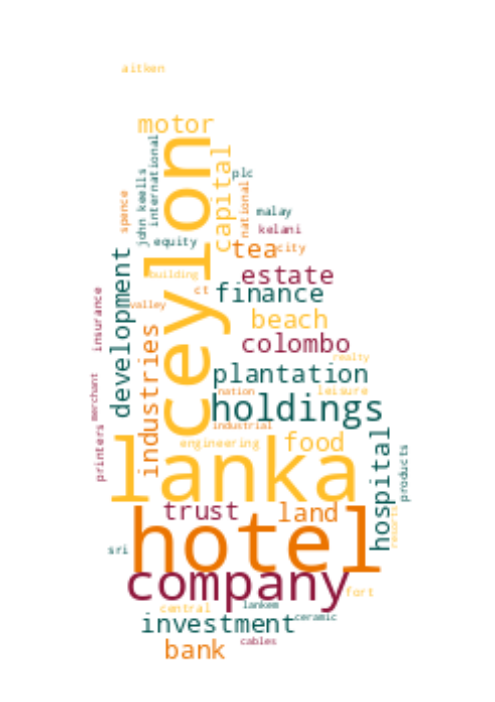 aitken
motor
ceylon
international
john keells
capital
plc
national
spence
malay
kelani
equity
tea
city
building
estate
ct
finance
development
valley
insurance
beach
industries
colombo
realty
plantation
merchant
nation
leisure
holdings
industrial
printers
engineering
food
lanka
hospital
products
resorts
trust
land
hotel
sri
company
fort
central
lankem
investment
ceramic
bank
cables